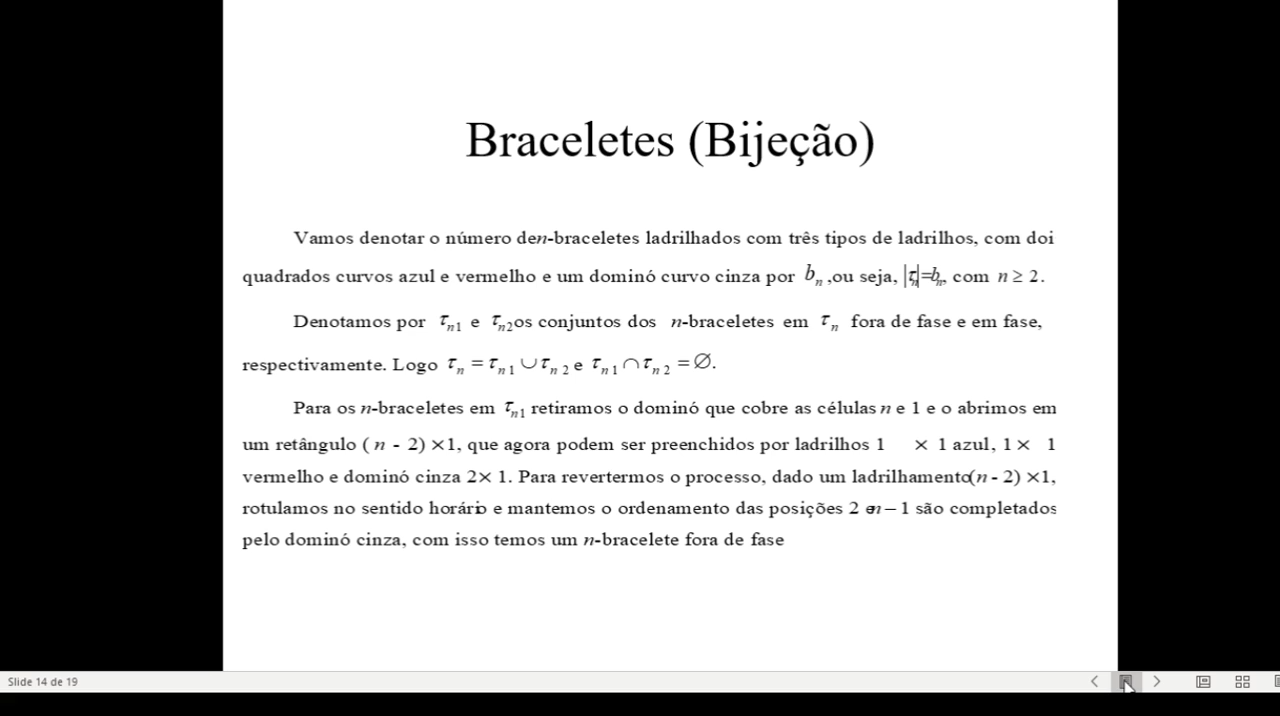 Braceletes (Bijeção)
Vamos denotar o número den-braceletes ladrilhados com três tipos de ladrilhos, com doi
quadrados curvos azul e vermelho e um dominó curvo cinza por bₙ ,ou seja, |τₙ|=bₙ, com n ≥ 2.
Denotamos por τₙ₁ e τₙ₂os conjuntos dos n-braceletes em τₙ fora de fase e em fase,
respectivamente. Logo τₙ = τₙ₁ ∪ τₙ₂ e τₙ₁ ∩ τₙ₂ = ∅.
Para os n-braceletes em τₙ₁ retiramos o dominó que cobre as células n e 1 e o abrimos em
um retângulo ( n - 2) ×1, que agora podem ser preenchidos por ladrilhos 1 × 1 azul, 1 × 1
vermelho e dominó cinza 2× 1. Para revertermos o processo, dado um ladrilhamento(n - 2) ×1,
rotulamos no sentido horário e mantemos o ordenamento das posições 2 a n – 1 são completados
pelo dominó cinza, com isso temos um n-bracelete fora de fase
Slide 14 de 19